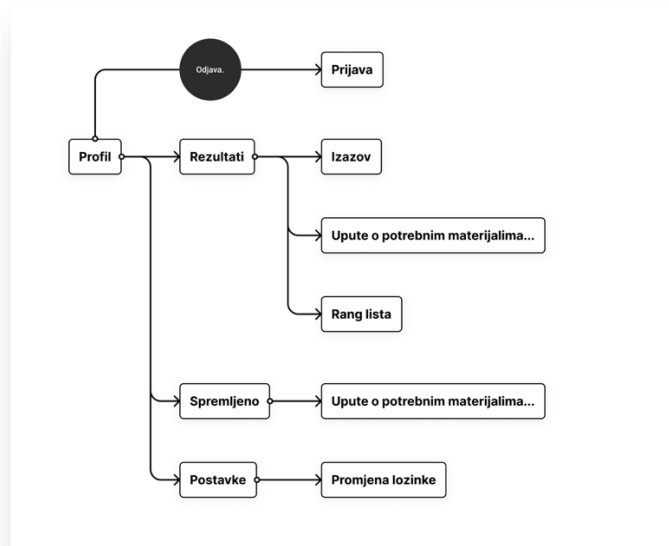 Odjava.
Prijava
Profil
Rezultati
Izazov
Upute o potrebnim materijalima...
Rang lista
Spremljeno
Upute o potrebnim materijalima...
Postavke
Promjena lozinke